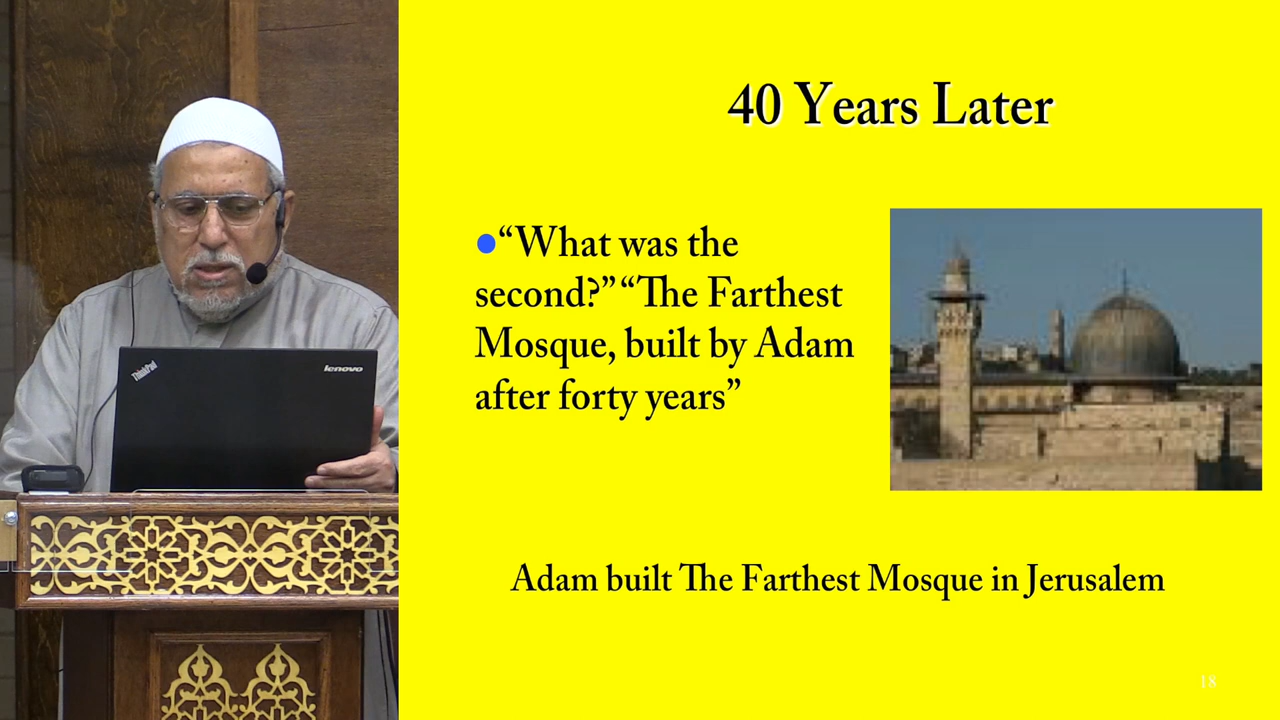 40 Years Later
“What was the
second?” “The Farthest
Mosque, built by Adam
after forty years”
Adam built The Farthest Mosque in Jerusalem
18
ThinkPad
lenovo